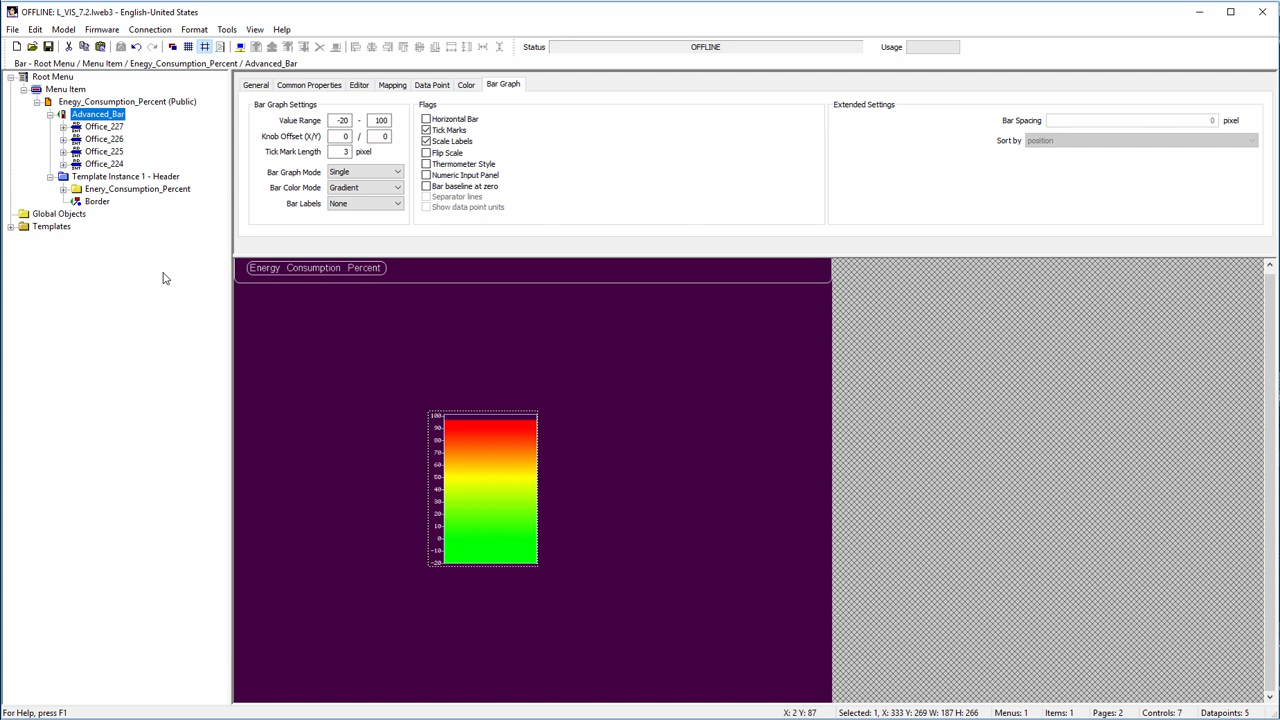 OFFLINE: L_VIS_7.2.lweb3 - English-United States
File Edit Model Firmware Connection Format Tools View Help
Status OFFLINE Usage
Bar - Root Menu / Menu Item / Enegy_Consumption_Percent / Advanced_Bar
Root Menu
Menu Item
Enegy_Consumption_Percent (Public)
Advanced_Bar
Office_227
Office_226
Office_225
Office_224
Template Instance 1 - Header
Enery_Consumption_Percent
Border
Global Objects
Templates
General Common Properties Editor Mapping Data Point Color Bar Graph
Bar Graph Settings
Value Range -20 - 100
Knob Offset (X/Y) 0 / 0
Tick Mark Length 3 pixel
Bar Graph Mode Single
Bar Color Mode Gradient
Bar Labels None
Flags
Horizontal Bar
Tick Marks
Scale Labels
Flip Scale
Thermometer Style
Numeric Input Panel
Bar baseline at zero
Separator lines
Show data point units
Extended Settings
Bar Spacing 0 pixel
Sort by position
Energy Consumption Percent
100
90
80
70
60
50
40
30
20
10
0
-10
-20
For Help, press F1
X: 2 Y: 87 Selected: 1, X: 333 Y: 269 W: 187 H: 266 Menus: 1 Items: 1 Pages: 2 Controls: 7 Datapoints: 5